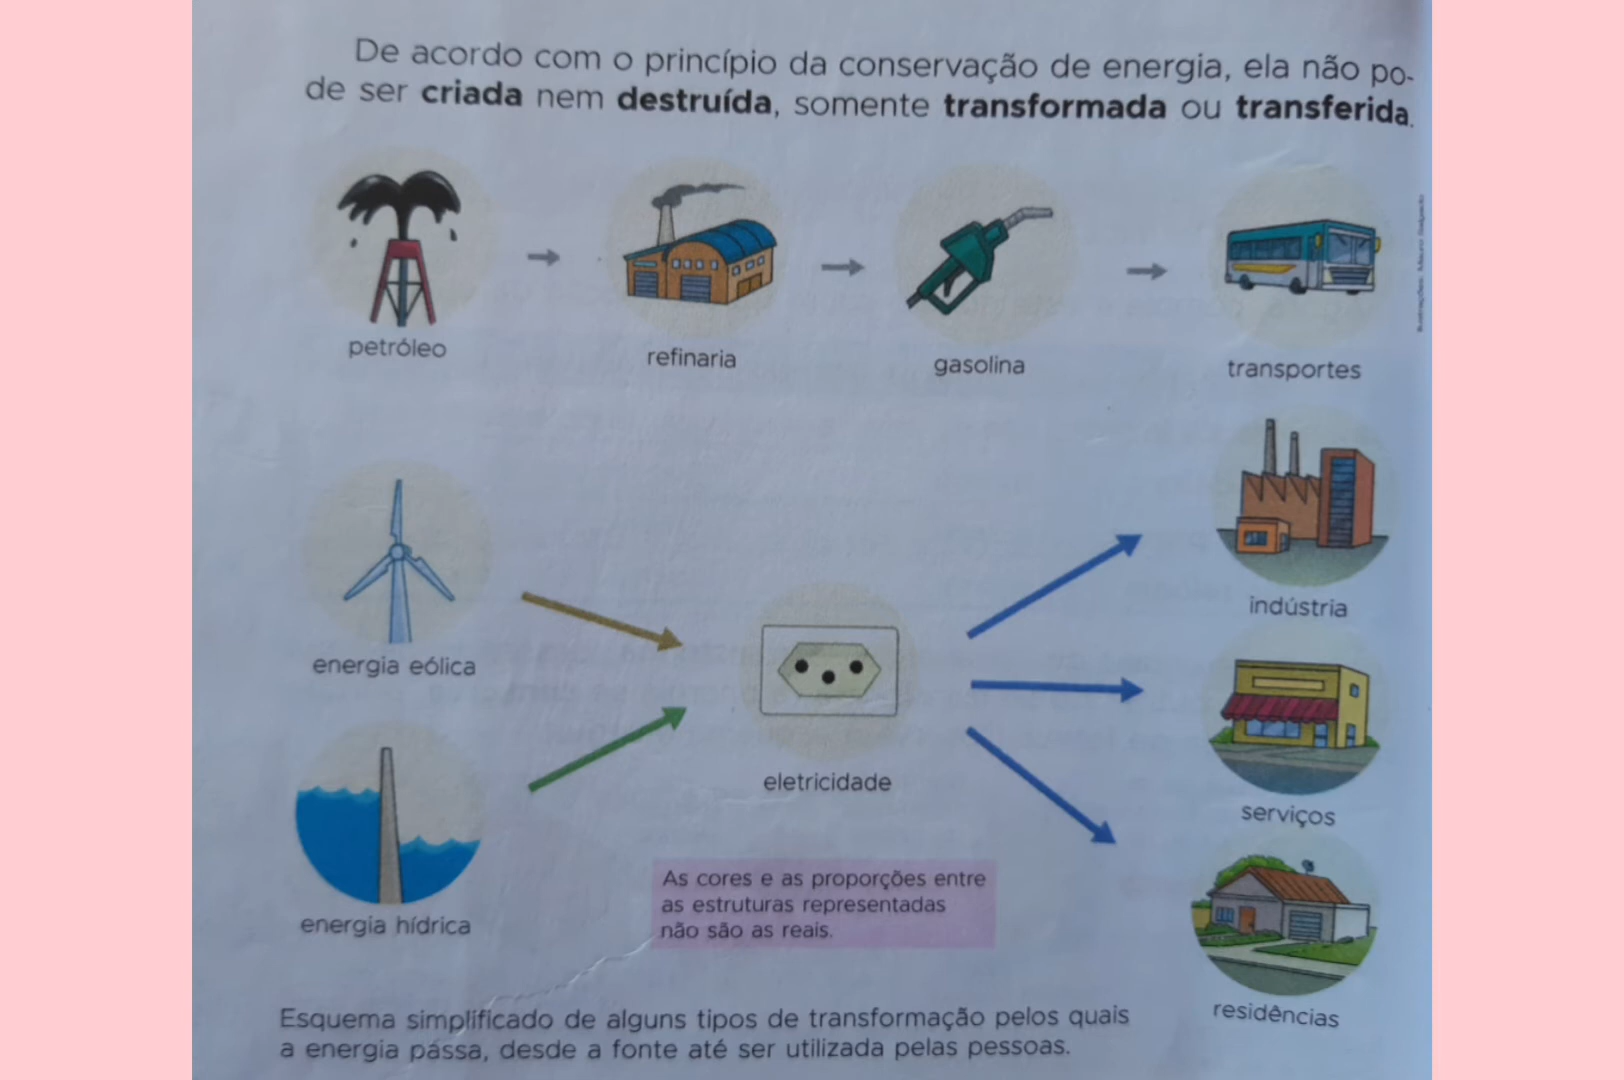 De acordo com o princípio da conservação de energia, ela não po-
de ser criada nem destruída, somente transformada ou transferida.
petróleo
refinaria
gasolina
transportes
Ilustrações: Mauro Salgado
energia eólica
energia hídrica
eletricidade
indústria
serviços
residências
As cores e as proporções entre
as estruturas representadas
não são as reais.
Esquema simplificado de alguns tipos de transformação pelos quais
a energia passa, desde a fonte até ser utilizada pelas pessoas.